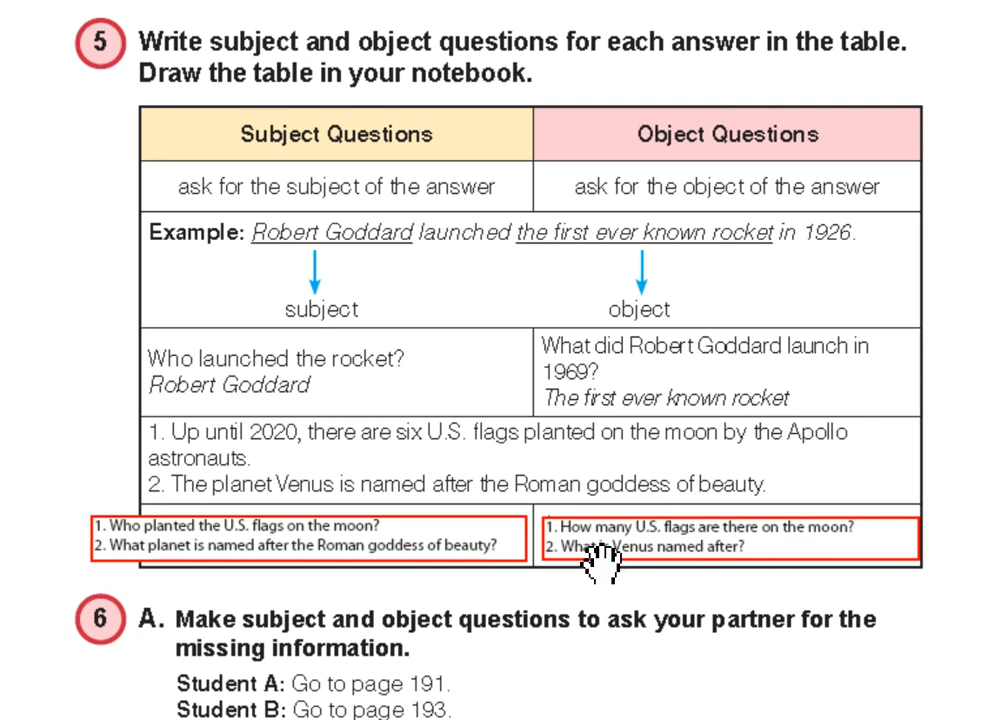 5 Write subject and object questions for each answer in the table.
Draw the table in your notebook.
Subject Questions
Object Questions
ask for the subject of the answer
ask for the object of the answer
Example: Robert Goddard launched the first ever known rocket in 1926.
subject
object
Who launched the rocket?
Robert Goddard
What did Robert Goddard launch in
1969?
The first ever known rocket
1. Up until 2020, there are six U.S. flags planted on the moon by the Apollo
astronauts.
2. The planet Venus is named after the Roman goddess of beauty.
1. Who planted the U.S. flags on the moon?
2. What planet is named after the Roman goddess of beauty?
1. How many U.S. flags are there on the moon?
2. What Venus named after?
6 A. Make subject and object questions to ask your partner for the
missing information.
Student A: Go to page 191.
Student B: Go to page 193.